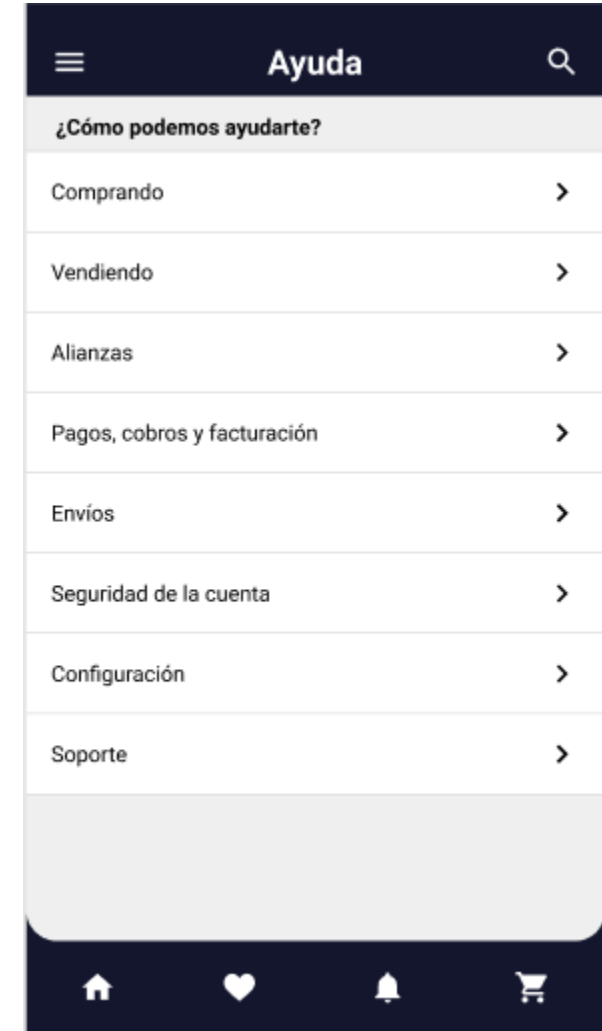 Ayuda
¿Cómo podemos ayudarte?
Comprando
Vendiendo
Alianzas
Pagos, cobros y facturación
Envíos
Seguridad de la cuenta
Configuración
Soporte